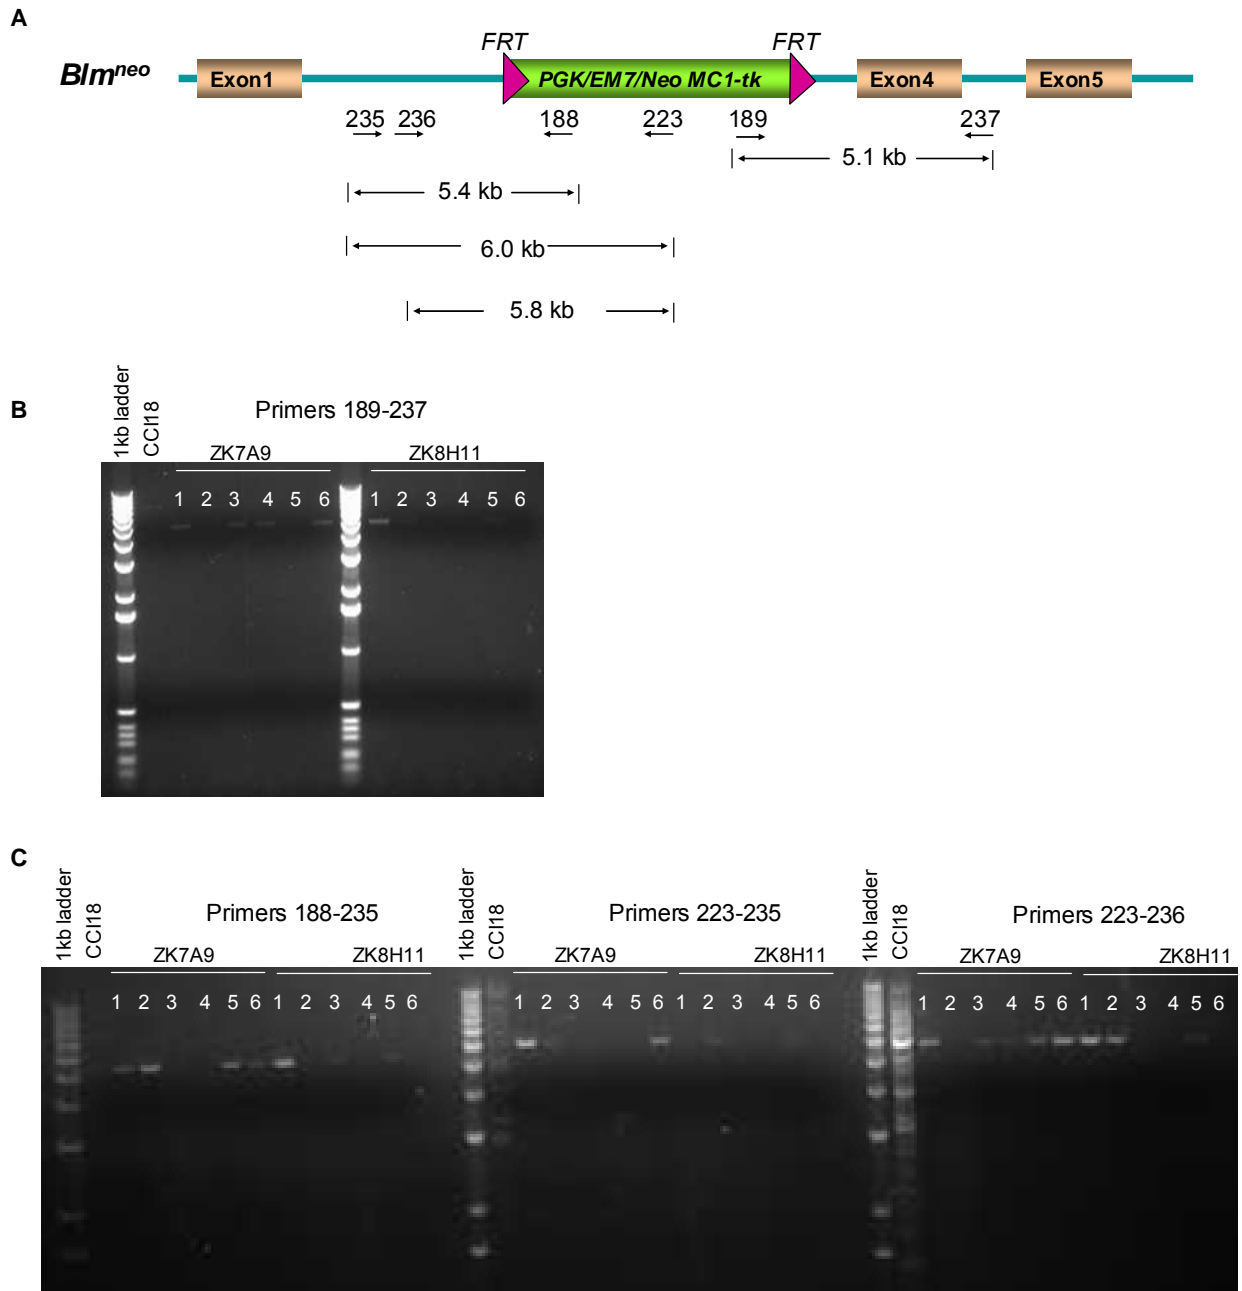 A
FRT FRT
Blm^neo Exon1 PGK/EM7/Neo MC1-tk Exon4 Exon5
235 236 188 223 189 237
5.1 kb
5.4 kb
6.0 kb
5.8 kb
B
1kb ladder CCI18 Primers 189-237
ZK7A9 ZK8H11
1 2 3 4 5 6 1 2 3 4 5 6
C
1kb ladder CCI18 Primers 188-235 1kb ladder CCI18 Primers 223-235 1kb ladder CCI18 Primers 223-236
ZK7A9 ZK8H11 ZK7A9 ZK8H11 ZK7A9 ZK8H11
1 2 3 4 5 6 1 2 3 4 5 6 1 2 3 4 5 6 1 2 3 4 5 6 1 2 3 4 5 6 1 2 3 4 5 6